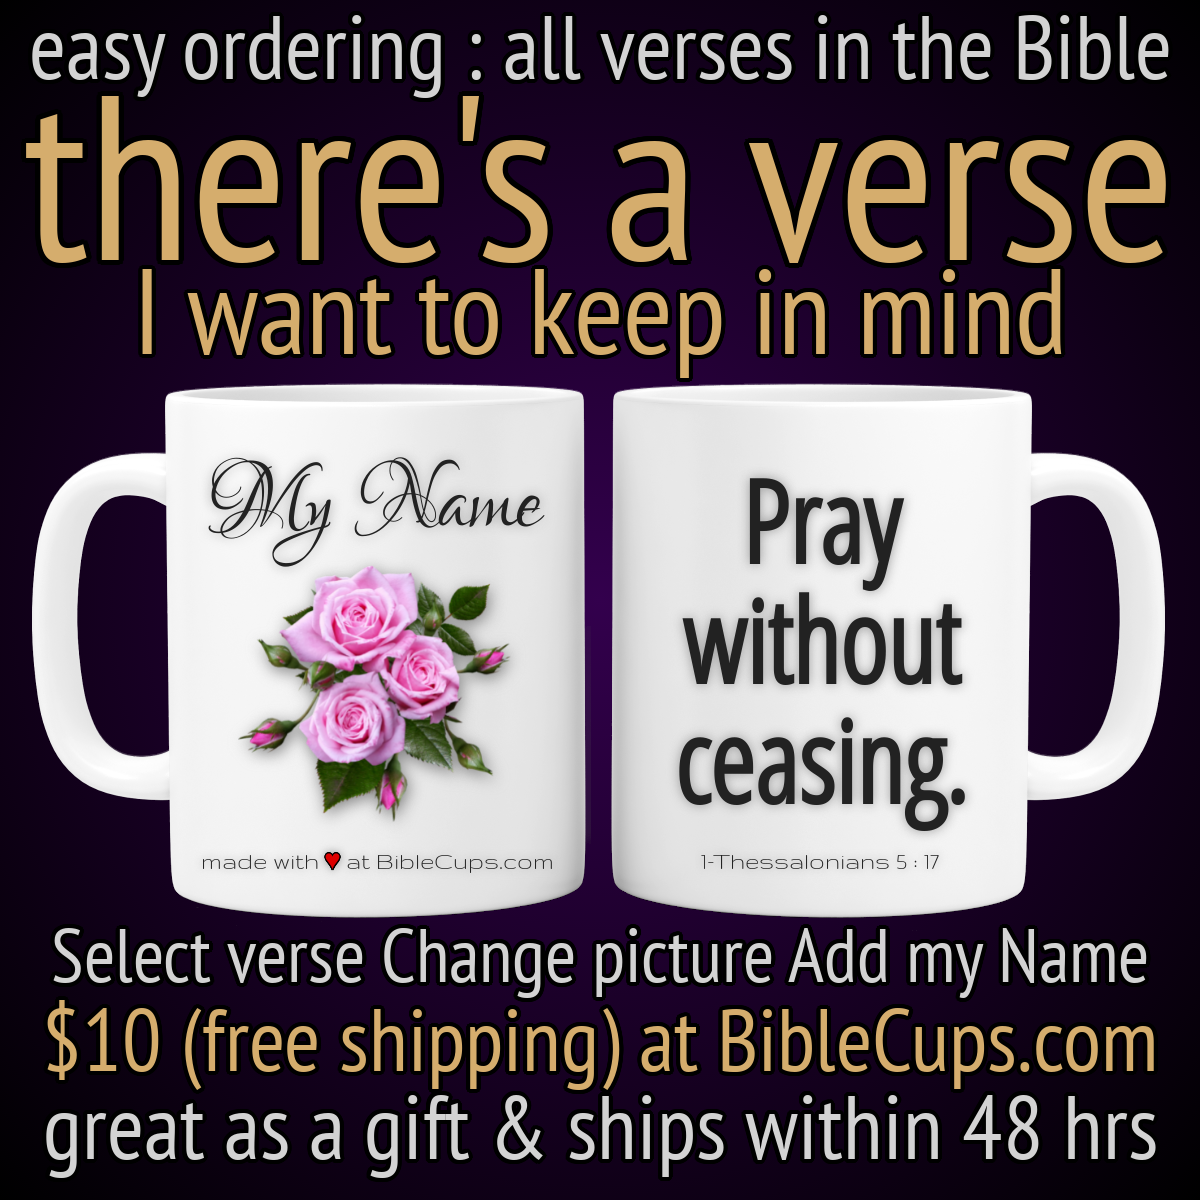 easy ordering : all verses in the Bible
there's a verse
I want to keep in mind
My Name
made with ♥ at BibleCups.com
Pray
without
ceasing.
1-Thessalonians 5 : 17
Select verse Change picture Add my Name
$10 (free shipping) at BibleCups.com
great as a gift & ships within 48 hrs